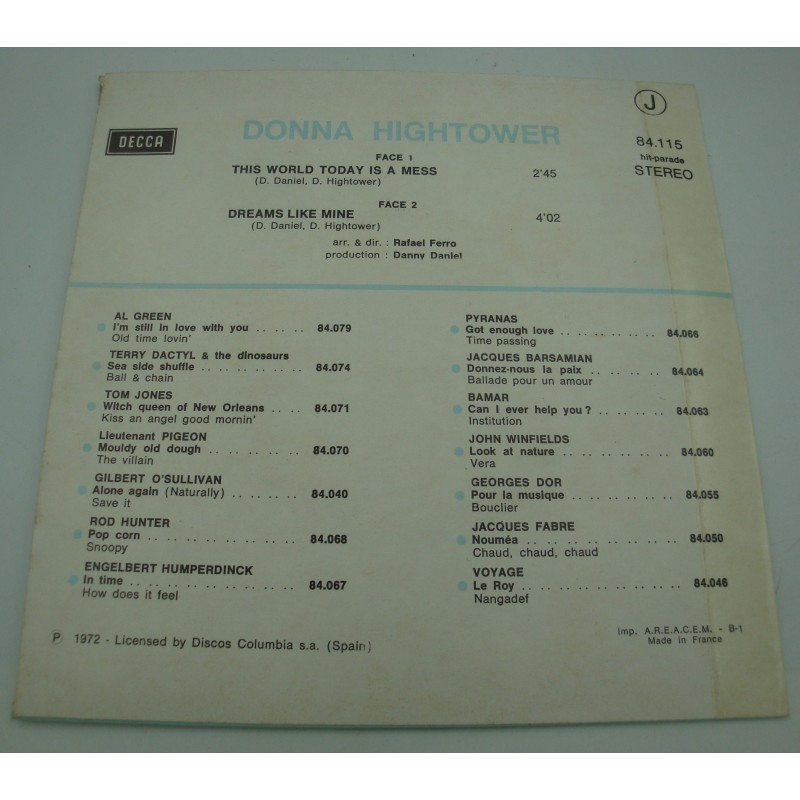 J
DECCA
DONNA HIGHTOWER
84.115
hit-parade
STEREO
FACE 1
THIS WORLD TODAY IS A MESS 2'45
(D. Daniel, D. Hightower)
FACE 2
DREAMS LIKE MINE 4'02
(D. Daniel, D. Hightower)
arr. & dir. : Rafael Ferro
production : Danny Daniel
AL GREEN
I'm still in love with you . . . . . 84.079
Old time lovin'
TERRY DACTYL & the dinosaurs
Sea side shuffle . . . . . . . . 84.074
Ball & chain
TOM JONES
Witch queen of New Orleans . . . . 84.071
Kiss an angel good mornin'
Lieutenant PIGEON
Mouldy old dough . . . . . . . 84.070
The villain
GILBERT O'SULLIVAN
Alone again (Naturally) . . . . . . 84.040
Save it
ROD HUNTER
Pop corn . . . . . . . . . . . . 84.068
Snoopy
ENGELBERT HUMPERDINCK
In time . . . . . . . . . . . . . 84.067
How does it feel
PYRANAS
Got enough love . . . . . . . . . 84.066
Time passing
JACQUES BARSAMIAN
Donnez-nous la paix . . . . . . 84.064
Ballade pour un amour
BAMAR
Can I ever help you ? . . . . . . 84.063
Institution
JOHN WINFIELDS
Look at nature . . . . . . . . . 84.060
Vera
GEORGES DOR
Pour la musique . . . . . . . . 84.055
Bouclier
JACQUES FABRE
Nouméa . . . . . . . . . . . . 84.050
Chaud, chaud, chaud
VOYAGE
Le Roy . . . . . . . . . . . . . 84.046
Nangadef
℗ 1972 - Licensed by Discos Columbia s.a. (Spain)
Imp. A.R.E.A.C.E.M. - B-1
Made in France